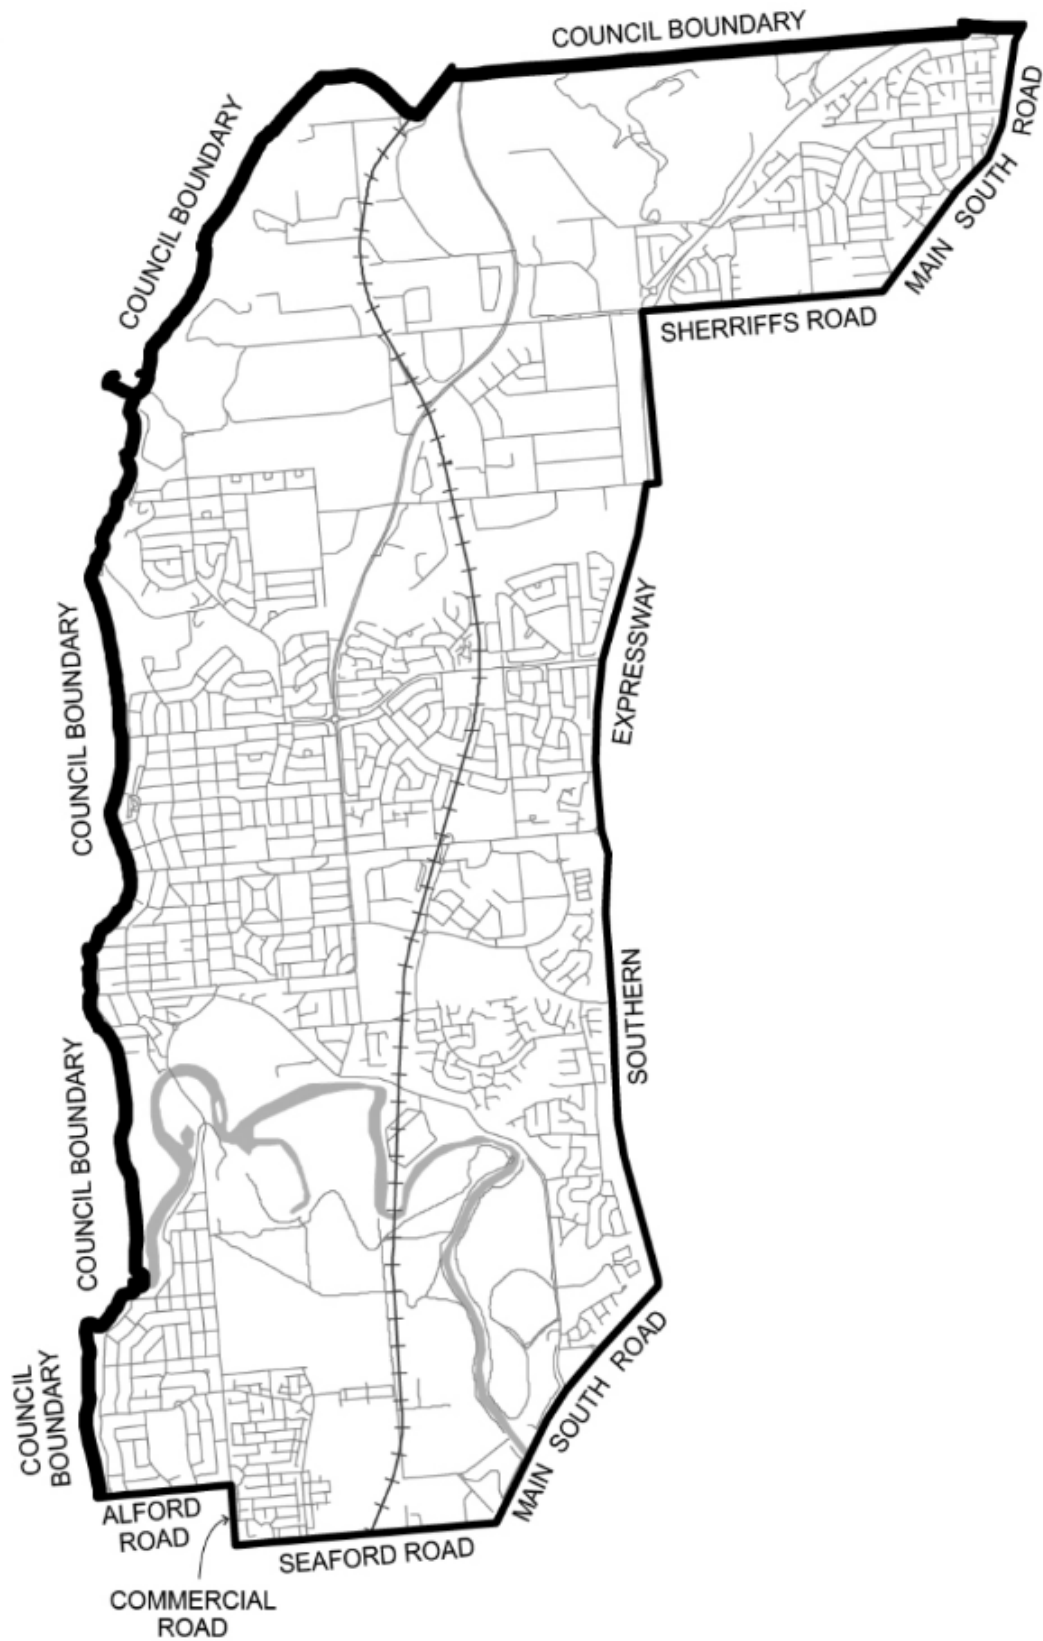 COUNCIL BOUNDARY
COUNCIL BOUNDARY
MAIN SOUTH ROAD
SHERRIFFS ROAD
COUNCIL BOUNDARY
EXPRESSWAY
SOUTHERN
COUNCIL BOUNDARY
COUNCIL
BOUNDARY
MAIN SOUTH ROAD
ALFORD
ROAD
SEAFORD ROAD
COMMERCIAL
ROAD